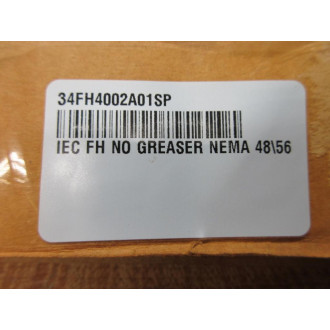 34FH4002A01SP
IEC FH NO GREASER NEMA 48\56